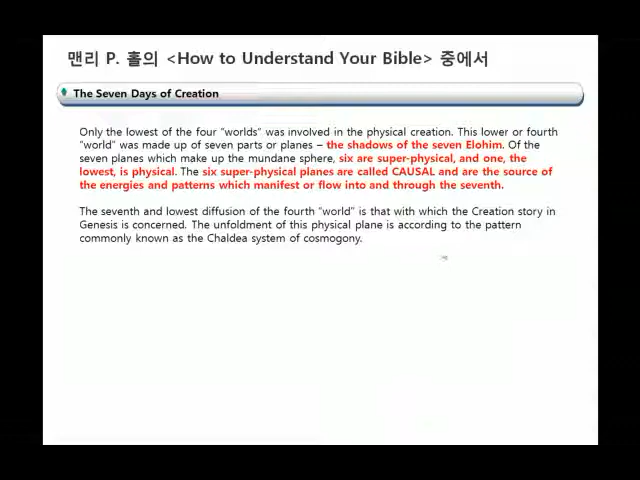 맨리 P. 홀의 <How to Understand Your Bible> 중에서
The Seven Days of Creation
Only the lowest of the four "worlds" was involved in the physical creation. This lower or fourth
"world" was made up of seven parts or planes – the shadows of the seven Elohim. Of the
seven planes which make up the mundane sphere, six are super-physical, and one, the
lowest, is physical. The six super-physical planes are called CAUSAL and are the source of
the energies and patterns which manifest or flow into and through the seventh.
The seventh and lowest diffusion of the fourth "world" is that with which the Creation story in
Genesis is concerned. The unfoldment of this physical plane is according to the pattern
commonly known as the Chaldea system of cosmogony.